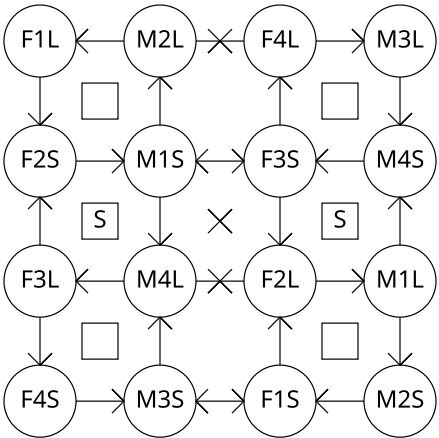 F1L M2L F4L M3L
F2S M1S F3S M4S
S S
F3L M4L F2L M1L
F4S M3S F1S M2S